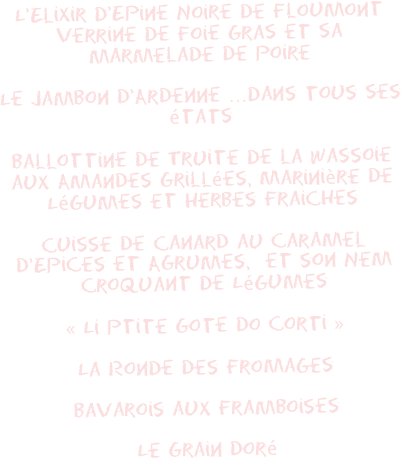 L'ELIXIR D'EPINE NOIRE DE FLOUMONT
VERRINE DE FOIE GRAS ET SA
MARMELADE DE POIRE
LE JAMBON D'ARDENNE ...DANS TOUS SES
éTATS
BALLOTTINE DE TRUITE DE LA WASSOIE
AUX AMANDES GRILLéES, MARINIèRE DE
LéGUMES ET HERBES FRAICHES
CUISSE DE CANARD AU CARAMEL
D'EPICES ET AGRUMES, ET SON NEM
CROQUANT DE LéGUMES
« LI PTITE GOTE DO CORTI »
LA RONDE DES FROMAGES
BAVAROIS AUX FRAMBOISES
LE GRAIN DORé